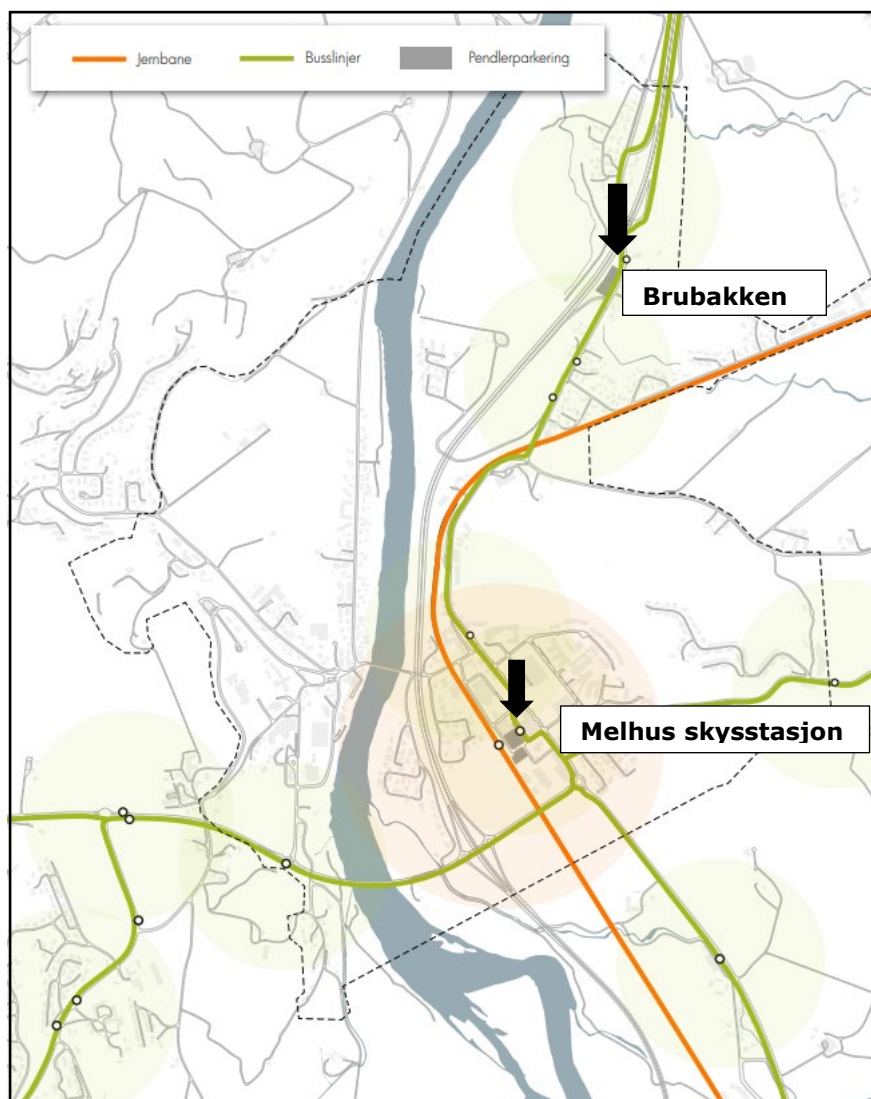 Jernbane
Busslinjer
Pendlerparkering
Brubakken
Melhus skysstasjon